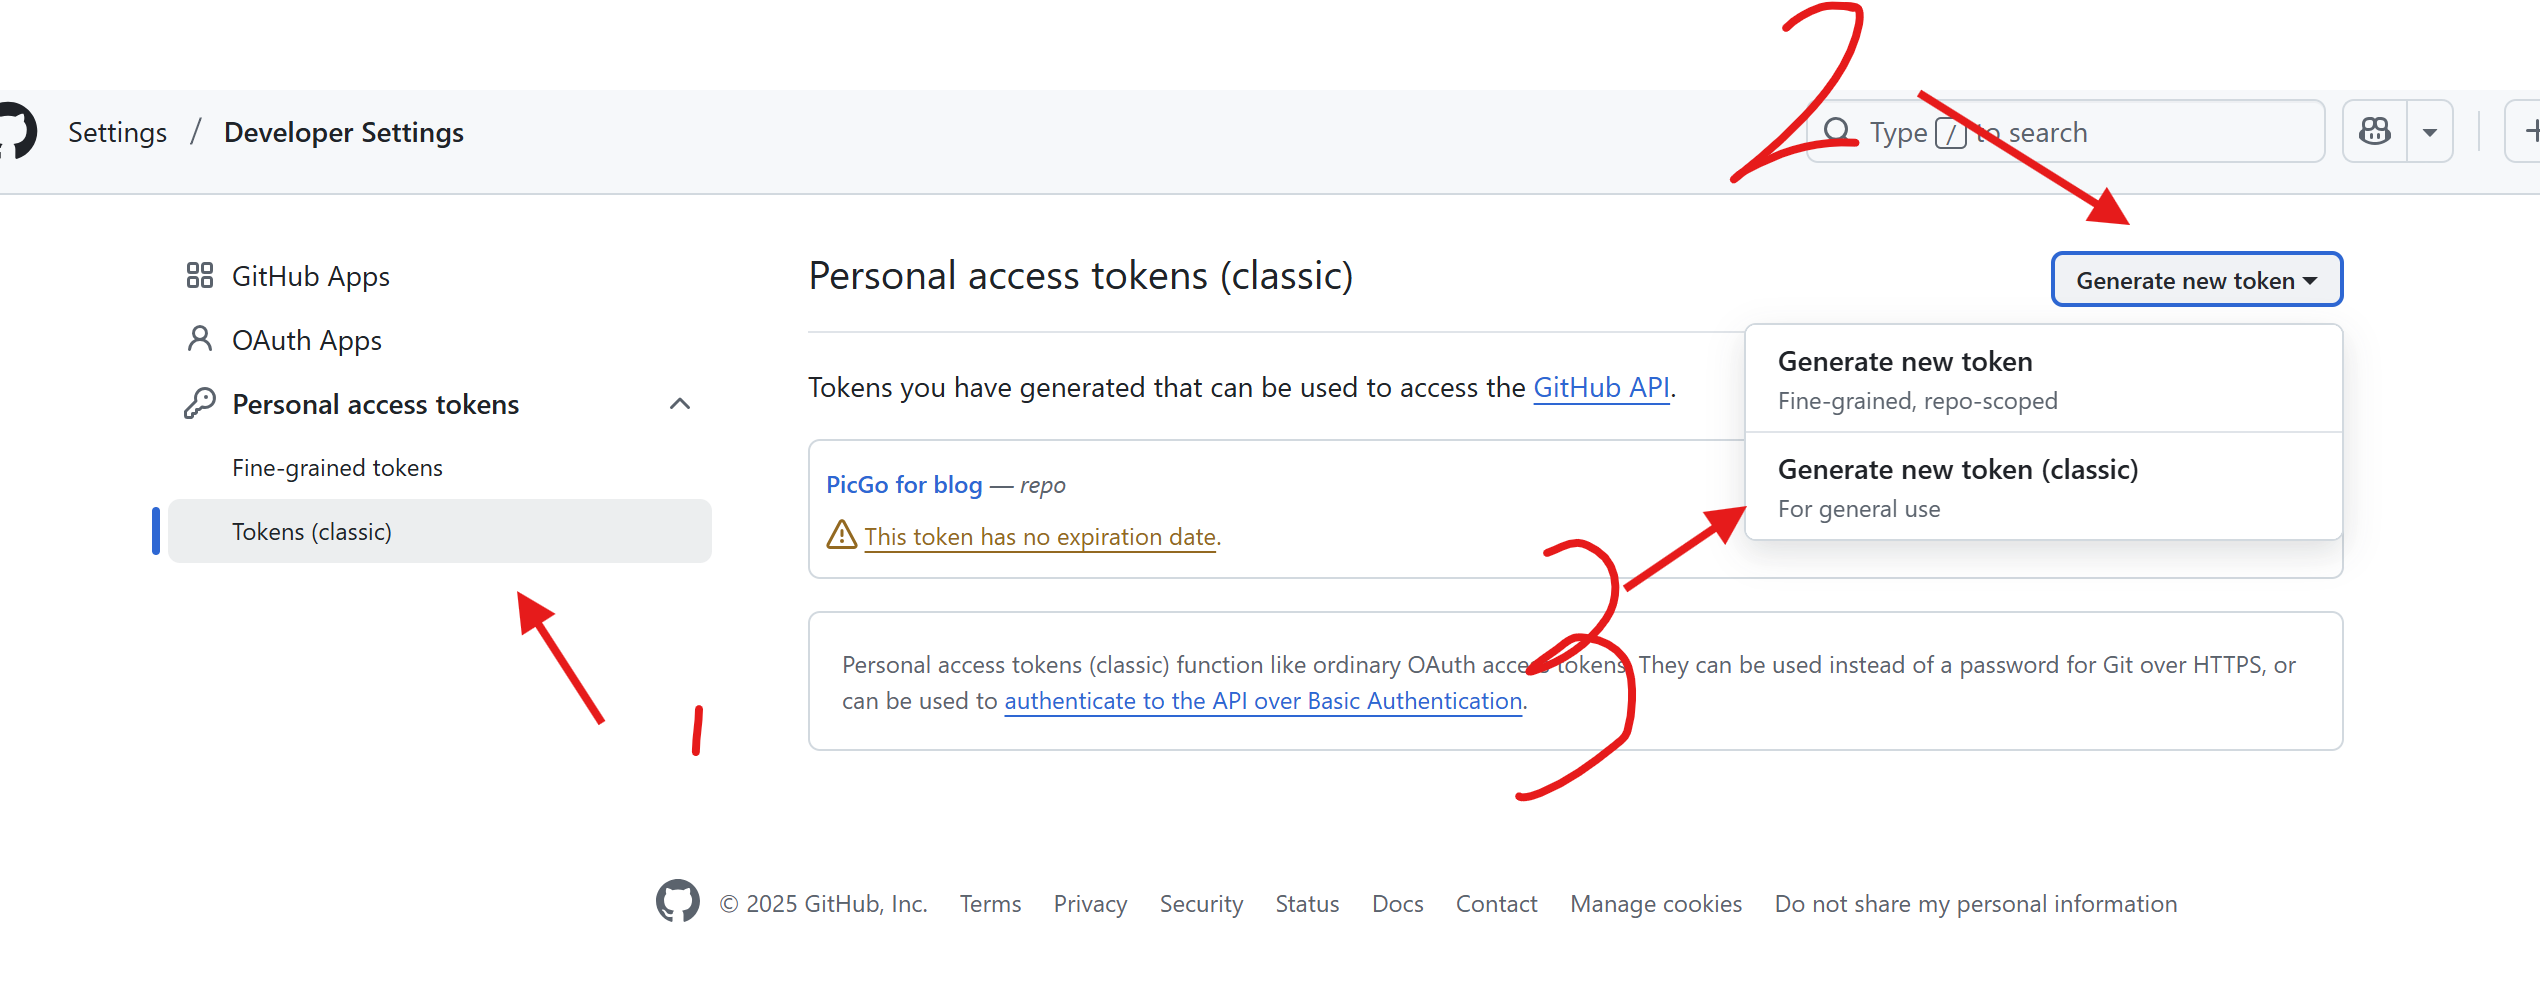 2
Settings / Developer Settings
Type / to search
GitHub Apps
OAuth Apps
Personal access tokens
Fine-grained tokens
Tokens (classic)
1
Personal access tokens (classic)
Generate new token
Generate new token
Fine-grained, repo-scoped
Generate new token (classic)
For general use
Tokens you have generated that can be used to access the GitHub API.
PicGo for blog — repo
This token has no expiration date.
3
Personal access tokens (classic) function like ordinary OAuth access tokens. They can be used instead of a password for Git over HTTPS, or
can be used to authenticate to the API over Basic Authentication.
© 2025 GitHub, Inc. Terms Privacy Security Status Docs Contact Manage cookies Do not share my personal information